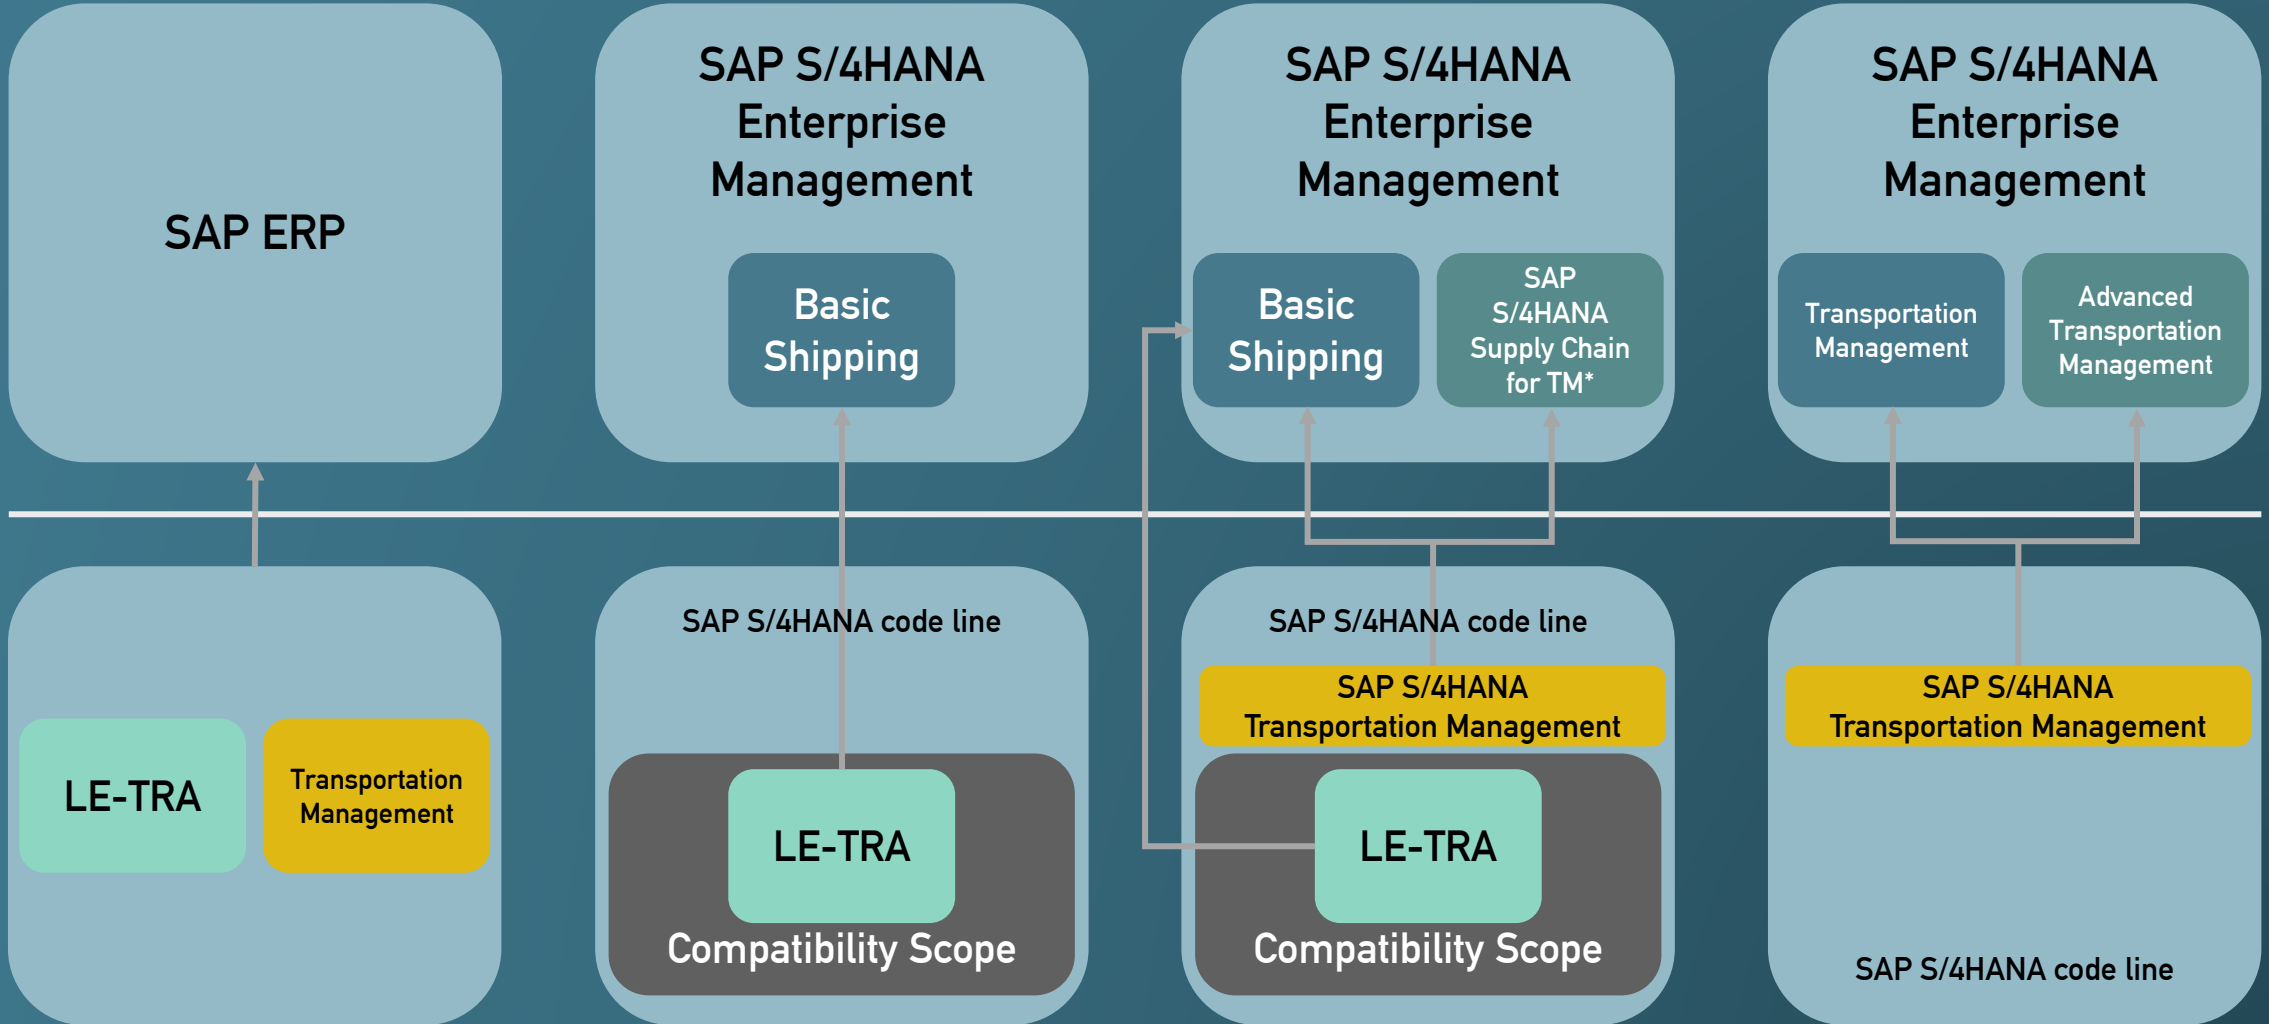 SAP ERP
SAP S/4HANA
Enterprise
Management
Basic
Shipping
SAP S/4HANA
Enterprise
Management
Basic
Shipping
SAP
S/4HANA
Supply Chain
for TM*
SAP S/4HANA
Enterprise
Management
Transportation
Management
Advanced
Transportation
Management
LE-TRA
Transportation
Management
SAP S/4HANA code line
LE-TRA
Compatibility Scope
SAP S/4HANA code line
SAP S/4HANA
Transportation Management
LE-TRA
Compatibility Scope
SAP S/4HANA
Transportation Management
SAP S/4HANA code line